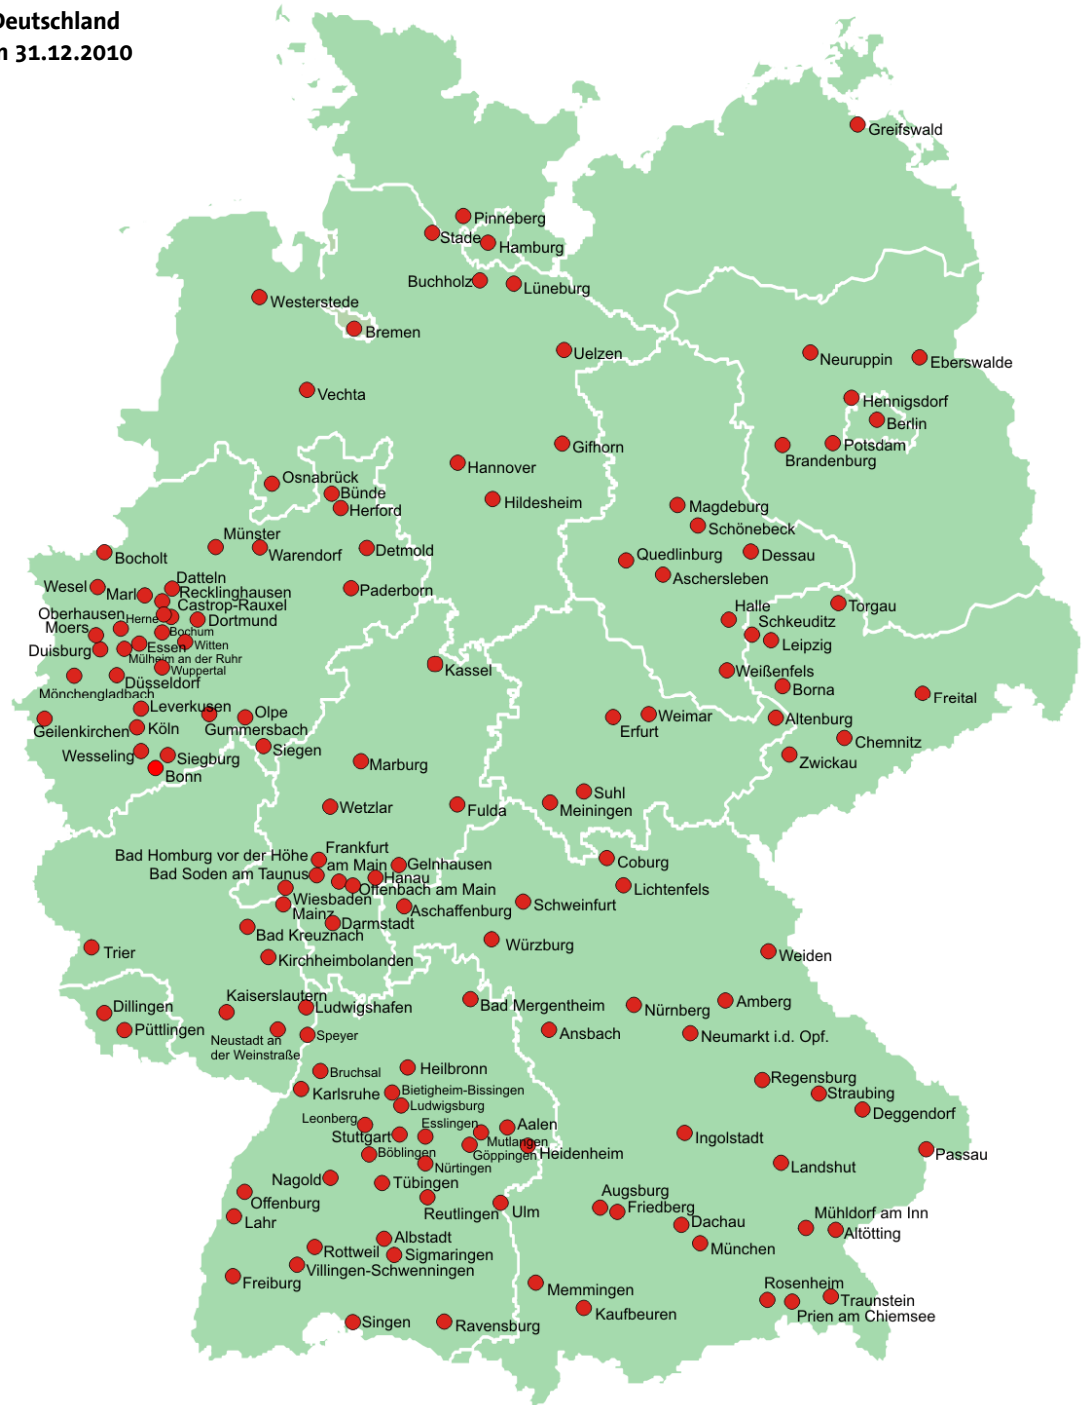 Deutschland
n 31.12.2010
Greifswald
Pinneberg
Stade
Hamburg
Buchholz
Lüneburg
Westerstede
Bremen
Uelzen
Neuruppin
Eberswalde
Vechta
Hennigsdorf
Berlin
Gifhorn
Potsdam
Brandenburg
Hannover
Osnabrück
Bünde
Hildesheim
Herford
Magdeburg
Schönebeck
Münster
Warendorf
Detmold
Bocholt
Quedlinburg
Dessau
Aschersleben
Datteln
Wesel
Marl
Recklinghausen
Paderborn
Castrop-Rauxel
Halle
Torgau
Oberhausen
Herne
Dortmund
Schkeuditz
Moers
Bochum
Leipzig
Duisburg
Essen
Witten
Mülheim an der Ruhr
Wuppertal
Kassel
Weißenfels
Düsseldorf
Mönchengladbach
Borna
Freital
Leverkusen
Olpe
Weimar
Altenburg
Geilenkirchen
Köln
Gummersbach
Erfurt
Chemnitz
Wesseling
Siegburg
Siegen
Zwickau
Bonn
Marburg
Suhl
Wetzlar
Fulda
Meiningen
Frankfurt
am Main
Bad Homburg vor der Höhe
Gelnhausen
Coburg
Bad Soden am Taunus
Hanau
Offenbach am Main
Lichtenfels
Wiesbaden
Mainz
Aschaffenburg
Schweinfurt
Darmstadt
Bad Kreuznach
Würzburg
Trier
Kirchheimbolanden
Weiden
Kaiserslautern
Dillingen
Ludwigshafen
Bad Mergentheim
Nürnberg
Amberg
Püttlingen
Neustadt an
der Weinstraße
Speyer
Ansbach
Neumarkt i.d. Opf.
Bruchsal
Heilbronn
Regensburg
Karlsruhe
Bietigheim-Bissingen
Straubing
Ludwigsburg
Deggendorf
Leonberg
Esslingen
Aalen
Stuttgart
Mutlangen
Ingolstadt
Böblingen
Göppingen
Heidenheim
Passau
Nürtingen
Landshut
Nagold
Tübingen
Augsburg
Offenburg
Friedberg
Reutlingen
Ulm
Mühldorf am Inn
Lahr
Dachau
Altötting
Albstadt
München
Rottweil
Sigmaringen
Villingen-Schwenningen
Freiburg
Memmingen
Rosenheim
Traunstein
Kaufbeuren
Prien am Chiemsee
Singen
Ravensburg